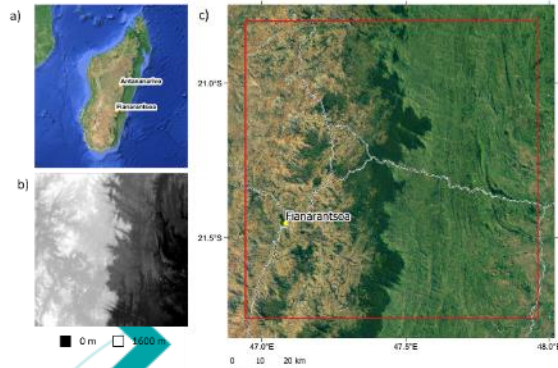 a)
Antananarivo
Fianarantsoa
b)
0 m
1600 m
c)
21.0°S
21.5°S
Fianarantsoa
47.0°E
47.5°E
48.0°E
0
10
20 km